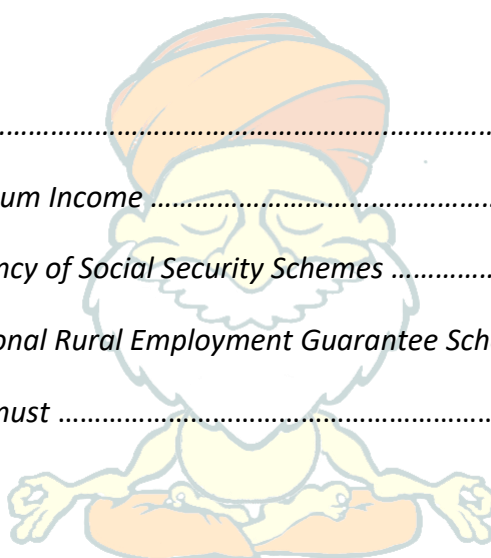 ……………………………………………………………
um Income ……………………………………………
ncy of Social Security Schemes ……………
onal Rural Employment Guarantee Sch
must …………………………………………………………